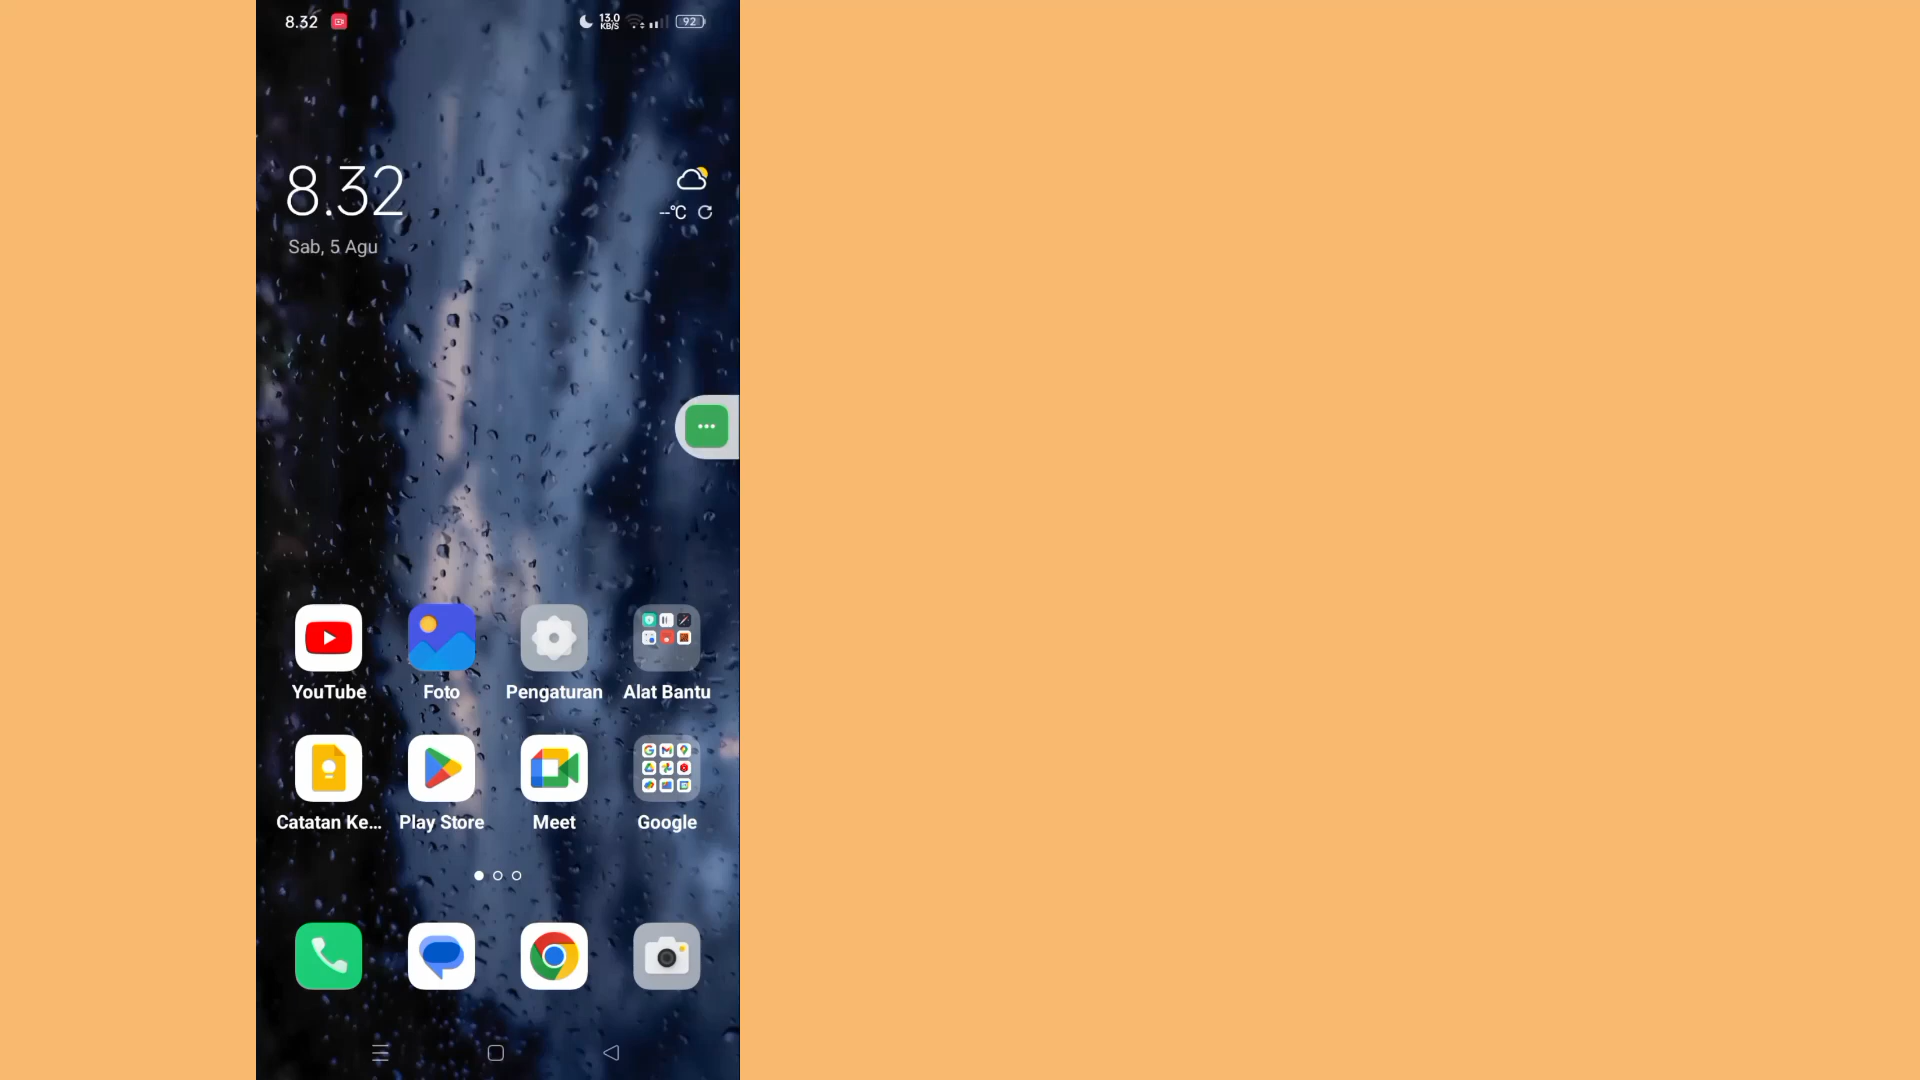 8.32
13.0
KB/S
92
8.32
--°C
Sab, 5 Agu
YouTube
Foto
Pengaturan
Alat Bantu
Catatan Ke...
Play Store
Meet
Google